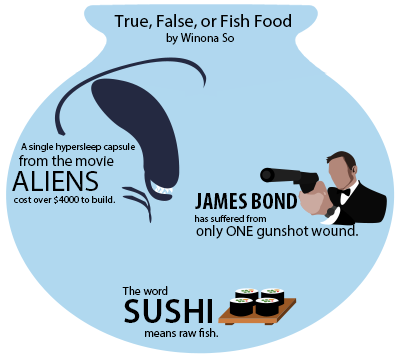 True, False, or Fish Food
by Winona So
A single hypersleep capsule
from the movie
ALIENS
cost over $4000 to build.
JAMES BOND
has suffered from
only ONE gunshot wound.
The word
SUSHI
means raw fish.